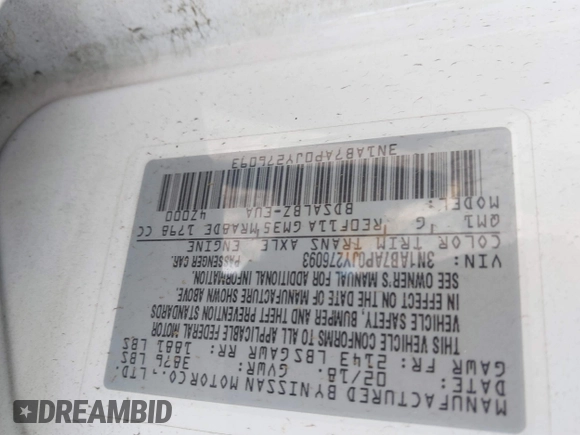 MANUFACTURED BY NISSAN MOTOR CO., LTD.
DATE: 02/18 GVWR: 3876 LBS
GAWR FR: 2143 LBS GAWR RR: 1881 LBS
THIS VEHICLE CONFORMS TO ALL APPLICABLE FEDERAL MOTOR
VEHICLE SAFETY, BUMPER AND THEFT PREVENTION STANDARDS
IN EFFECT ON THE DATE OF MANUFACTURE SHOWN ABOVE.
SEE OWNER'S MANUAL FOR ADDITIONAL INFORMATION.
VIN: 3N1AB7AP0JY276093 PASSENGER CAR.
COLOR TRIM TRANS AXLE ENGINE
QM1 G RE0F11A GM35 MRA8DE 1798 CC
MODEL: BDSALBZ-EUA
47000
3N1AB7AP0JY276093
DREAMBID